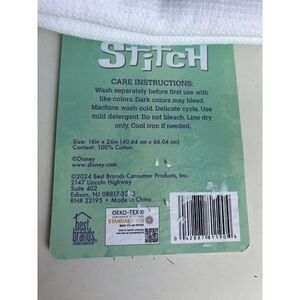 STITCH
CARE INSTRUCTIONS:
Wash separately before first use with
like colors. Dark colors may bleed.
Machine wash cold. Delicate cycle. Use
mild detergent. Do not bleach. Line dry
only. Cool iron if needed.
Size: 16in x 26in (40.64 cm x 66.04 cm)
Content: 100% Cotton
©Disney
www.disney.com
©2024 Best Brands Consumer Products, Inc.
2147 Lincoln Highway
Suite 402
Edison, NJ
RN# 22195 • Made in China
best
brands
OEKO-TEX®
STANDARD 100